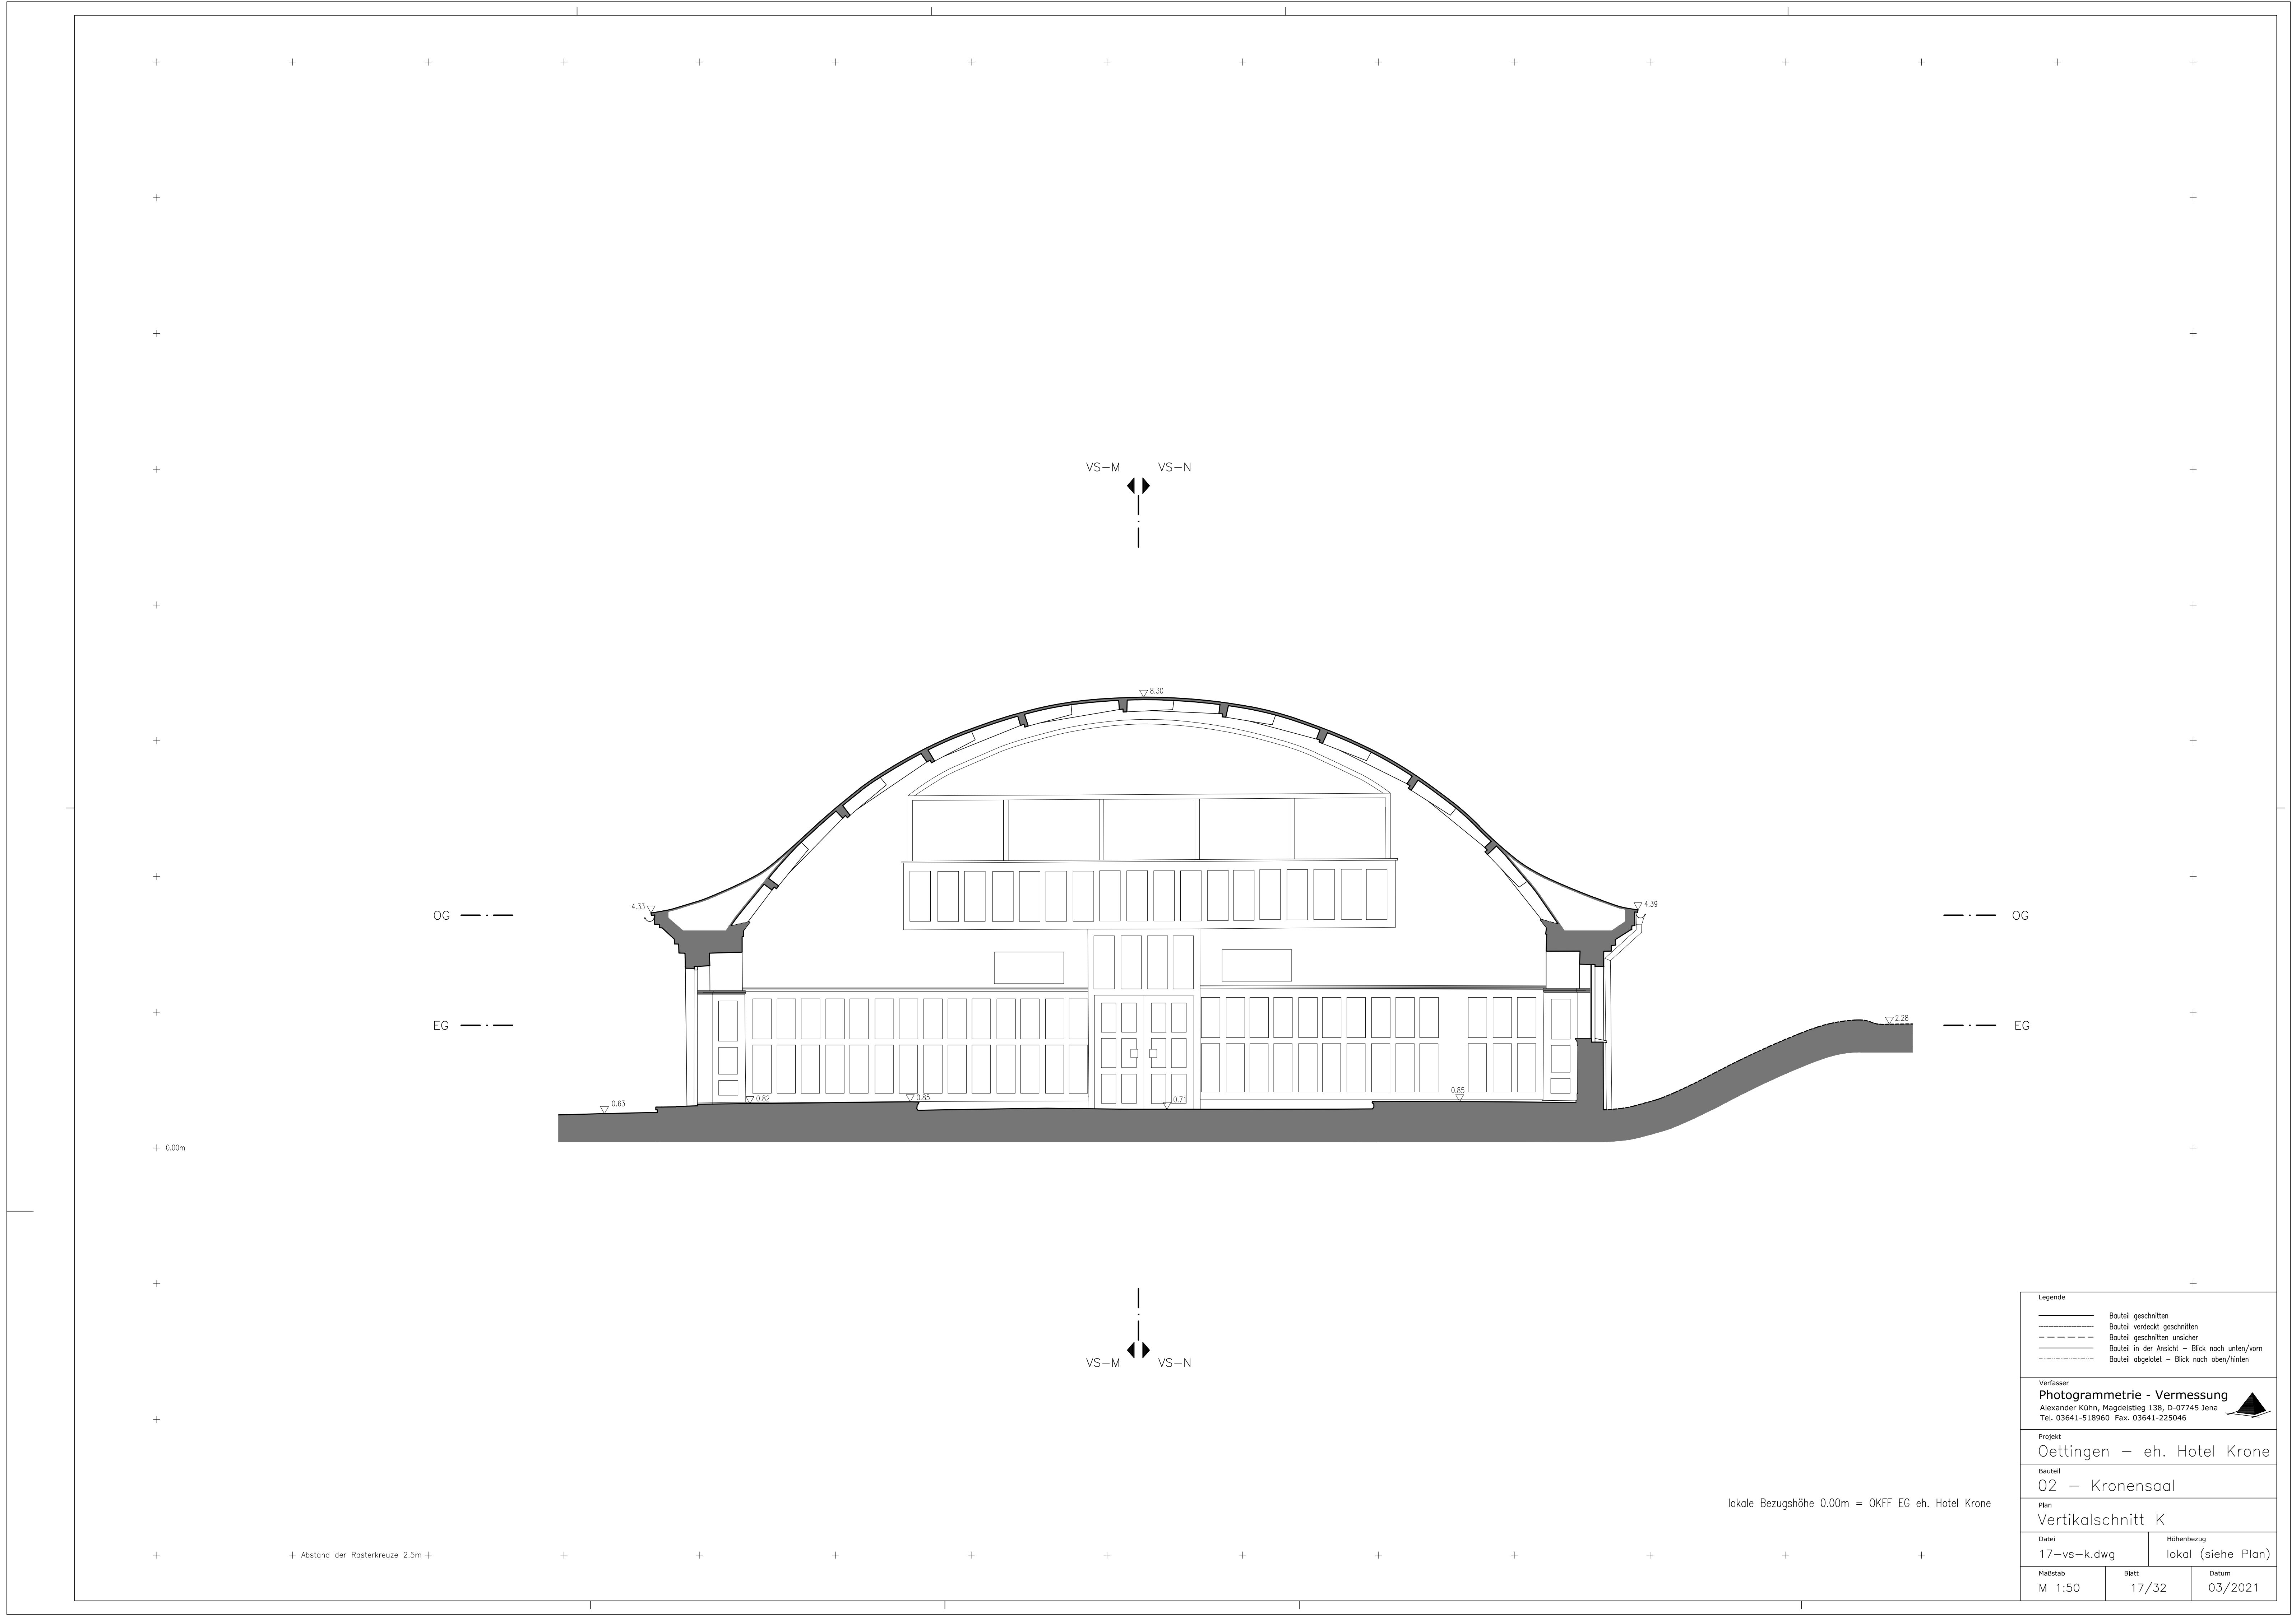 VS-M VS-N
8.30
4.33
4.39
OG
OG
EG
EG
2.28
0.63
0.82
0.85
0.71
0.85
0.00m
VS-M VS-N
Legende
Bauteil geschnitten
Bauteil verdeckt geschnitten
Bauteil geschnitten unsicher
Bauteil in der Ansicht - Blick nach unten/vorn
Bauteil abgelotet - Blick nach oben/hinten
Verfasser
Photogrammetrie - Vermessung
Alexander Kühn, Magdelstieg 138, D-07745 Jena
Tel. 03641-518960 Fax. 03641-225046
Projekt
Oettingen - eh. Hotel Krone
Bauteil
02 - Kronensaal
lokale Bezugshöhe 0.00m = OKFF EG eh. Hotel Krone
Plan
Vertikalschnitt K
Datei Höhenbezug
17-vs-k.dwg lokal (siehe Plan)
Abstand der Rasterkreuze 2.5m
Maßstab Blatt Datum
M 1:50 17/32 03/2021